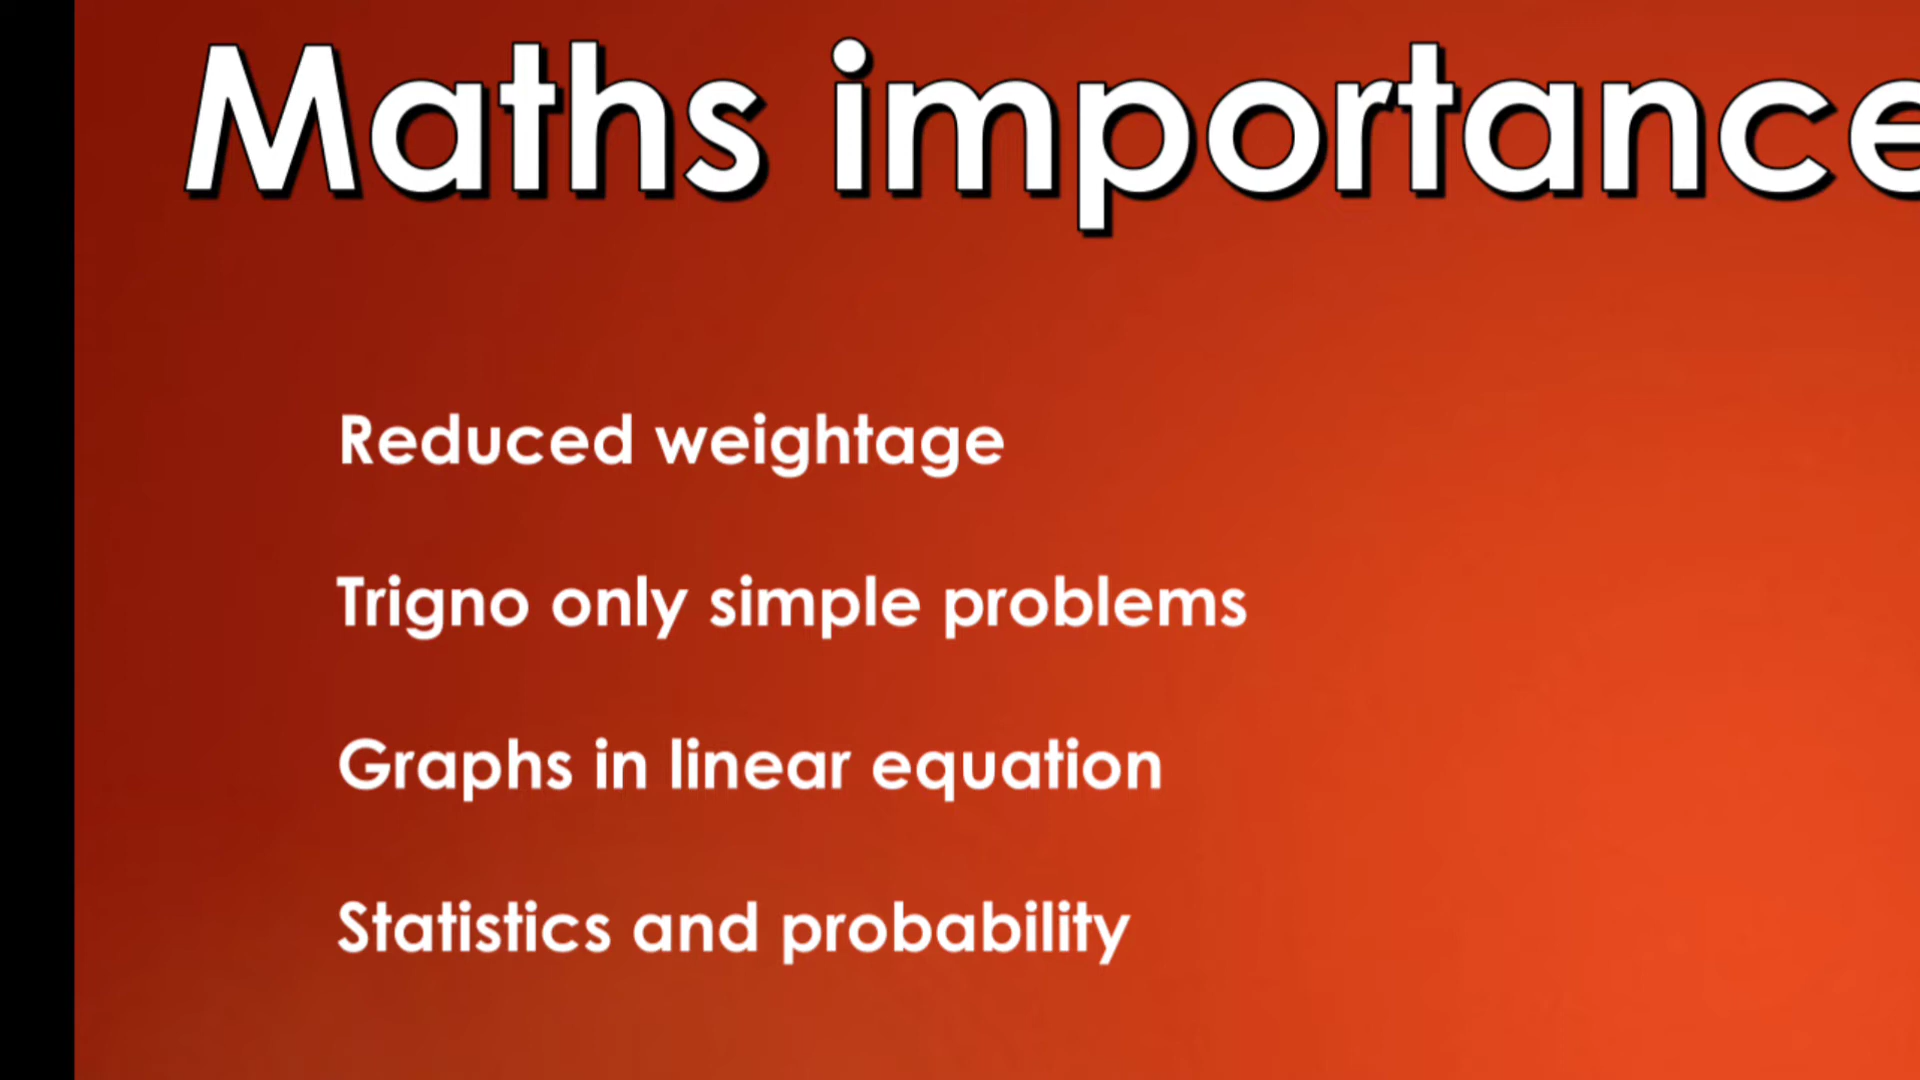 Maths importance
Reduced weightage
Trigno only simple problems
Graphs in linear equation
Statistics and probability